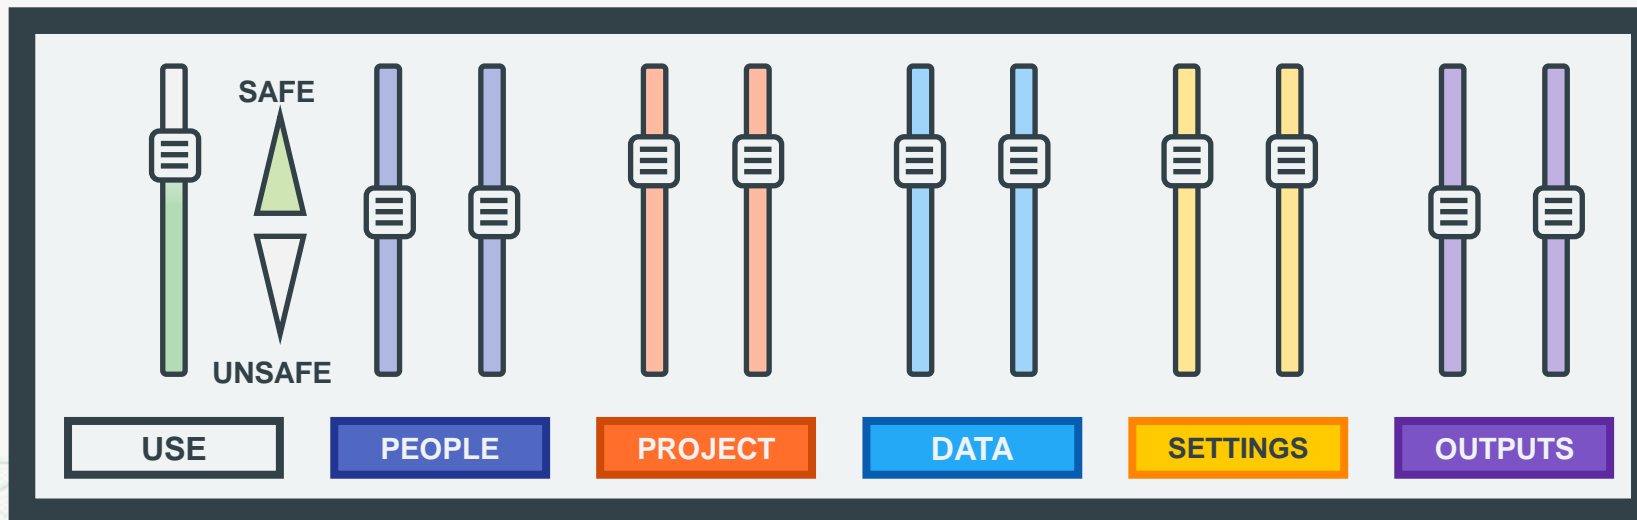 SAFE
UNSAFE
USE
PEOPLE
PROJECT
DATA
SETTINGS
OUTPUTS